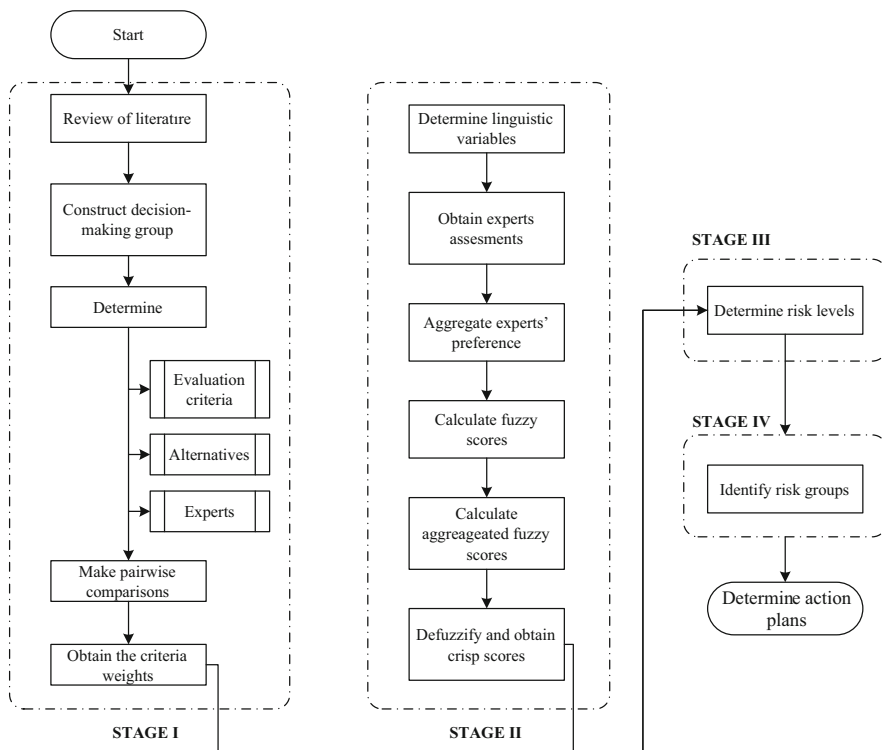 Start
Review of literatıre
Construct decision-
making group
Determine
Evaluation
criteria
Alternatives
Experts
Make pairwise
comparisons
Obtain the criteria
weights
STAGE I
Determine linguistic
variables
Obtain experts
assesments
Aggregate experts’
preference
Calculate fuzzy
scores
Calculate
aggreageated fuzzy
scores
Defuzzify and obtain
crisp scores
STAGE II
STAGE III
Determine risk levels
STAGE IV
Identify risk groups
Determine action
plans